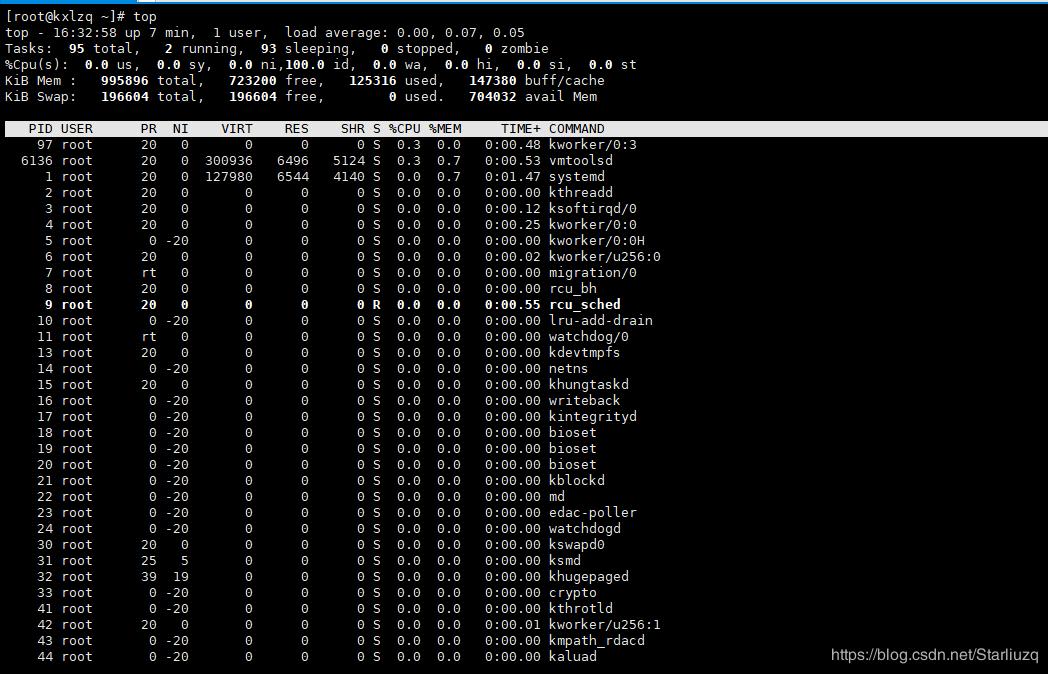 [root@kxlzq ~]# top
top - 16:32:58 up 7 min,  1 user,  load average: 0.00, 0.07, 0.05
Tasks:  95 total,   2 running,  93 sleeping,   0 stopped,   0 zombie
%Cpu(s):  0.0 us,  0.0 sy,  0.0 ni,100.0 id,  0.0 wa,  0.0 hi,  0.0 si,  0.0 st
KiB Mem :   995896 total,   723200 free,   125316 used,   147380 buff/cache
KiB Swap:   196604 total,   196604 free,        0 used.   704032 avail Mem
PID USER      PR  NI    VIRT    RES    SHR S %CPU %MEM     TIME+ COMMAND
97 root      20   0       0      0      0 S  0.3  0.0   0:00.48 kworker/0:3
6136 root      20   0  300936   6496   5124 S  0.3  0.7   0:00.53 vmtoolsd
1 root      20   0  127980   6544   4140 S  0.0  0.7   0:01.47 systemd
2 root      20   0       0      0      0 S  0.0  0.0   0:00.00 kthreadd
3 root      20   0       0      0      0 S  0.0  0.0   0:00.12 ksoftirqd/0
4 root      20   0       0      0      0 S  0.0  0.0   0:00.25 kworker/0:0
5 root       0 -20       0      0      0 S  0.0  0.0   0:00.00 kworker/0:0H
6 root      20   0       0      0      0 S  0.0  0.0   0:00.02 kworker/u256:0
7 root      rt   0       0      0      0 S  0.0  0.0   0:00.00 migration/0
8 root      20   0       0      0      0 S  0.0  0.0   0:00.00 rcu_bh
9 root      20   0       0      0      0 R  0.0  0.0   0:00.55 rcu_sched
10 root       0 -20       0      0      0 S  0.0  0.0   0:00.00 lru-add-drain
11 root      rt   0       0      0      0 S  0.0  0.0   0:00.00 watchdog/0
13 root      20   0       0      0      0 S  0.0  0.0   0:00.00 kdevtmpfs
14 root       0 -20       0      0      0 S  0.0  0.0   0:00.00 netns
15 root      20   0       0      0      0 S  0.0  0.0   0:00.00 khungtaskd
16 root       0 -20       0      0      0 S  0.0  0.0   0:00.00 writeback
17 root       0 -20       0      0      0 S  0.0  0.0   0:00.00 kintegrityd
18 root       0 -20       0      0      0 S  0.0  0.0   0:00.00 bioset
19 root       0 -20       0      0      0 S  0.0  0.0   0:00.00 bioset
20 root       0 -20       0      0      0 S  0.0  0.0   0:00.00 bioset
21 root       0 -20       0      0      0 S  0.0  0.0   0:00.00 kblockd
22 root       0 -20       0      0      0 S  0.0  0.0   0:00.00 md
23 root       0 -20       0      0      0 S  0.0  0.0   0:00.00 edac-poller
24 root       0 -20       0      0      0 S  0.0  0.0   0:00.00 watchdogd
30 root      20   0       0      0      0 S  0.0  0.0   0:00.00 kswapd0
31 root      25   5       0      0      0 S  0.0  0.0   0:00.00 ksmd
32 root      39  19       0      0      0 S  0.0  0.0   0:00.00 khugepaged
33 root       0 -20       0      0      0 S  0.0  0.0   0:00.00 crypto
41 root       0 -20       0      0      0 S  0.0  0.0   0:00.00 kthrotld
42 root      20   0       0      0      0 S  0.0  0.0   0:00.01 kworker/u256:1
43 root       0 -20       0      0      0 S  0.0  0.0   0:00.00 kmpath_rdacd
44 root       0 -20       0      0      0 S  0.0  0.0   0:00.00 kaluad
https://blog.csdn.net/Starliuzq